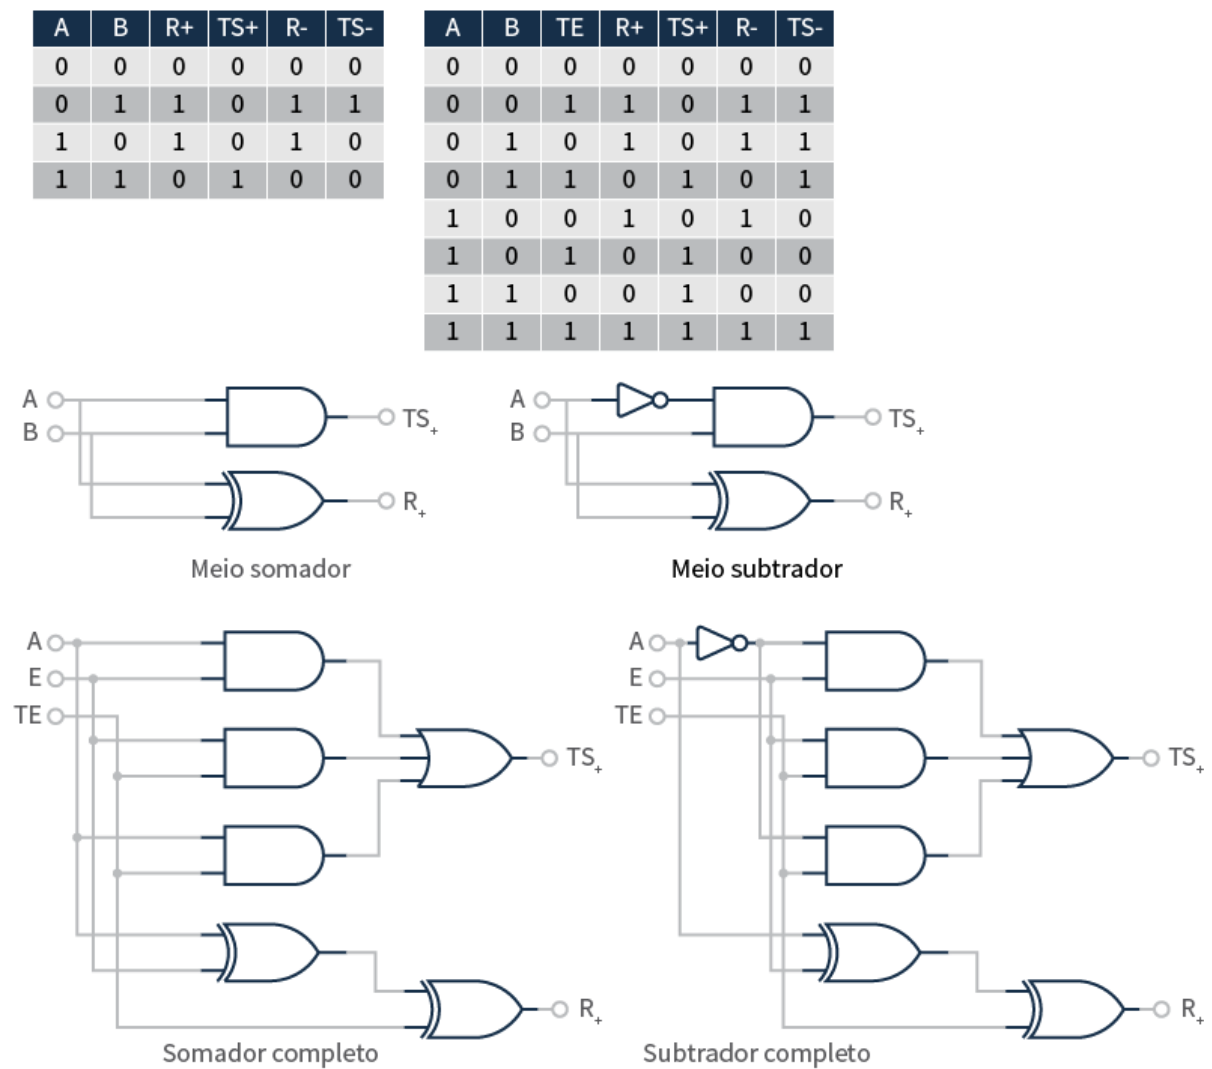 A B R+ TS+ R- TS-
0 0 0 0 0 0
0 1 1 0 1 1
1 0 1 0 1 0
1 1 0 1 0 0
A B TE R+ TS+ R- TS-
0 0 0 0 0 0 0
0 0 1 1 0 1 1
0 1 0 1 0 1 1
0 1 1 0 1 0 1
1 0 0 1 0 1 0
1 0 1 0 1 0 0
1 1 0 0 1 0 0
1 1 1 1 1 1 1
A
B
TS+
R+
Meio somador
A
B
TS+
R+
Meio subtrador
A
E
TE
TS+
R+
Somador completo
A
E
TE
TS+
R+
Subtrador completo